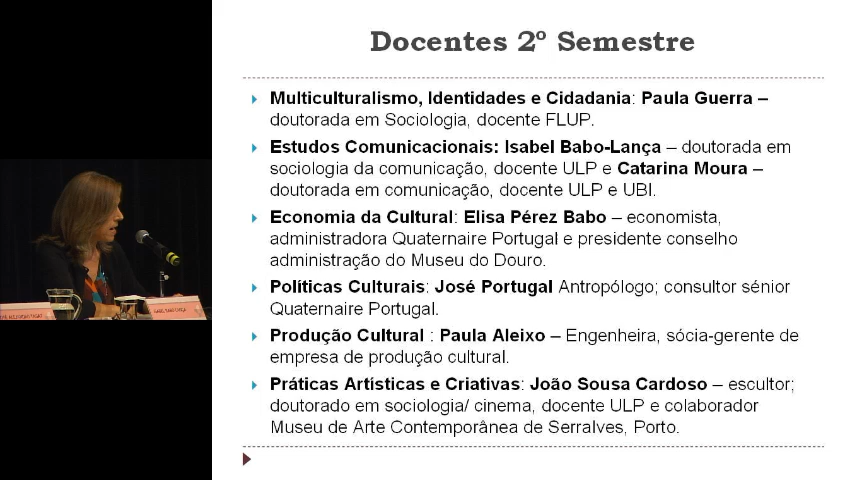 Docentes 2º Semestre
Multiculturalismo, Identidades e Cidadania: Paula Guerra –
doutorada em Sociologia, docente FLUP.
Estudos Comunicacionais: Isabel Babo-Lança – doutorada em
sociologia da comunicação, docente ULP e Catarina Moura –
doutorada em comunicação, docente ULP e UBI.
Economia da Cultural: Elisa Pérez Babo – economista,
administradora Quaternaire Portugal e presidente conselho
administração do Museu do Douro.
Políticas Culturais: José Portugal Antropólogo; consultor sénior
Quaternaire Portugal.
Produção Cultural : Paula Aleixo – Engenheira, sócia-gerente de
empresa de produção cultural.
Práticas Artísticas e Criativas: João Sousa Cardoso – escultor;
doutorado em sociologia/ cinema, docente ULP e colaborador
Museu de Arte Contemporânea de Serralves, Porto.